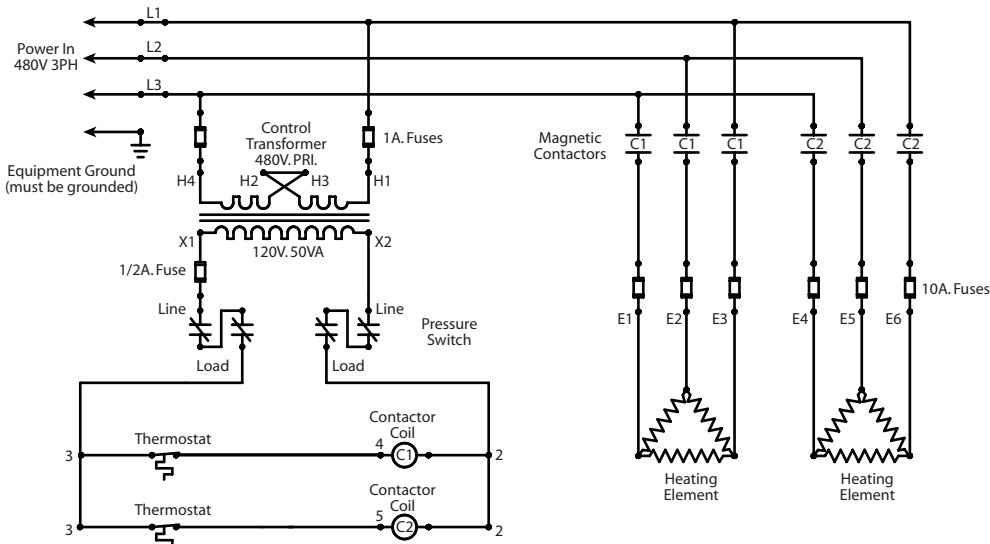 L1
Power In
480V 3PH
L2
L3
Equipment Ground
(must be grounded)
Control
Transformer
480V. PRI.
1A. Fuses
H4
H2
H3
H1
X1
X2
120V. 50VA
1/2A. Fuse
Line
Line
Pressure
Switch
Load
Load
Magnetic
Contactors
C1
C1
C1
C2
C2
C2
10A. Fuses
E1
E2
E3
E4
E5
E6
Heating
Element
Heating
Element
3
Thermostat
4
Contactor
Coil
C1
2
3
Thermostat
5
Contactor
Coil
C2
2